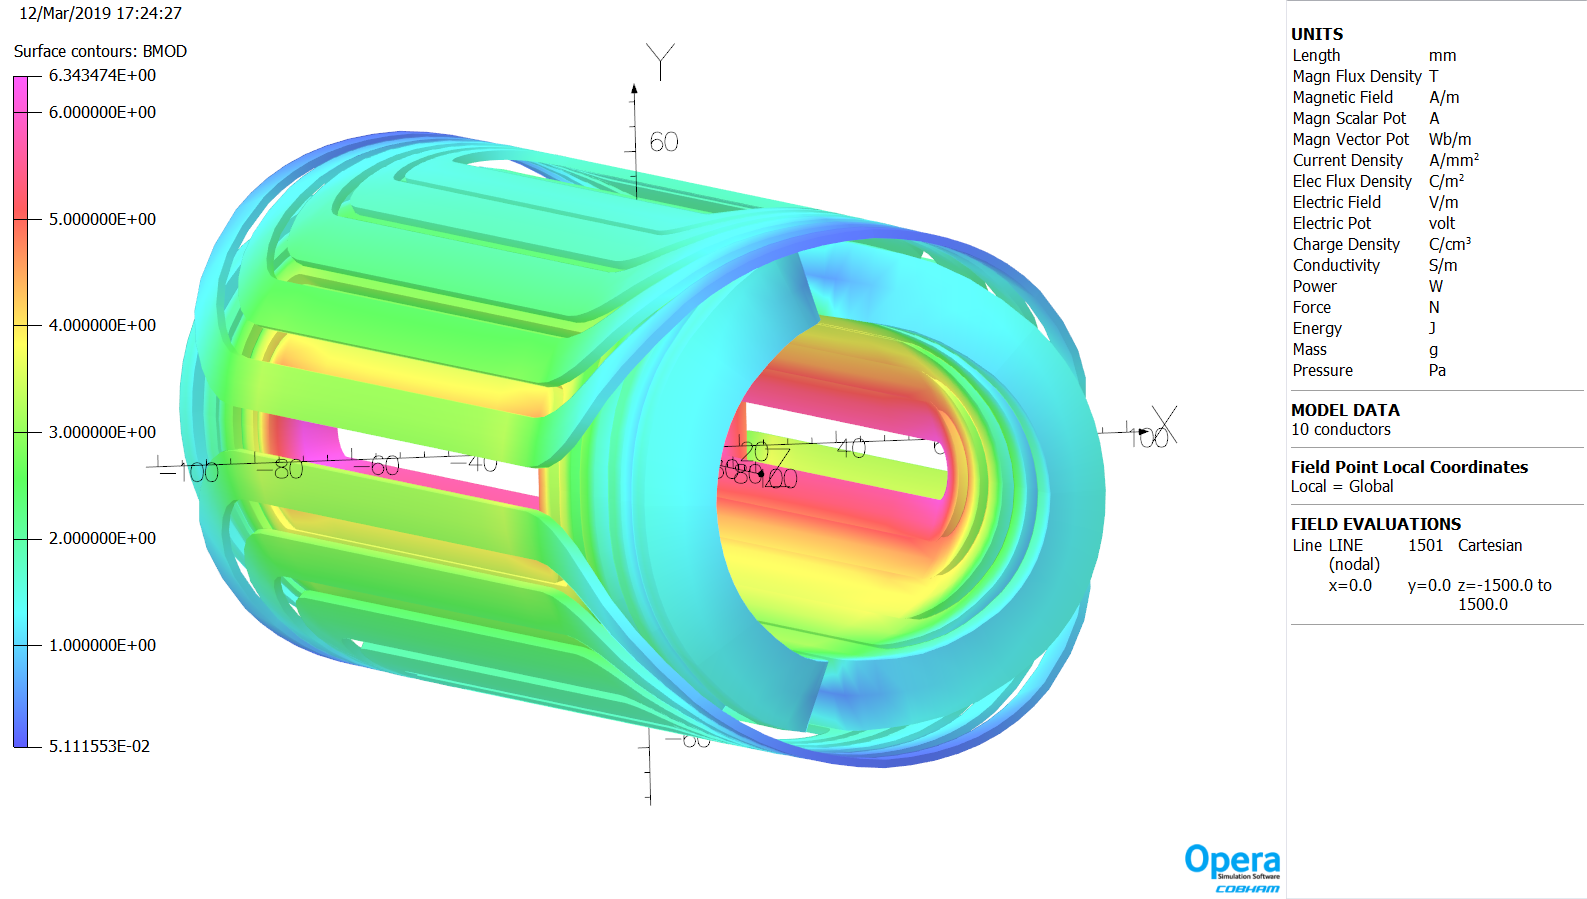 12/Mar/2019 17:24:27
Surface contours: BMOD
6.343474E+00
6.000000E+00
5.000000E+00
4.000000E+00
3.000000E+00
2.000000E+00
1.000000E+00
5.111553E-02
Y
60
X
100
-100
-80
-60
-40
20
40
Z
-60
UNITS
Length mm
Magn Flux Density T
Magnetic Field A/m
Magn Scalar Pot A
Magn Vector Pot Wb/m
Current Density A/mm²
Elec Flux Density C/m²
Electric Field V/m
Electric Pot volt
Charge Density C/cm³
Conductivity S/m
Power W
Force N
Energy J
Mass g
Pressure Pa
MODEL DATA
10 conductors
Field Point Local Coordinates
Local = Global
FIELD EVALUATIONS
Line LINE 1501 Cartesian
(nodal)
x=0.0 y=0.0 z=-1500.0 to
1500.0
Opera
Simulation Software
COBHAM